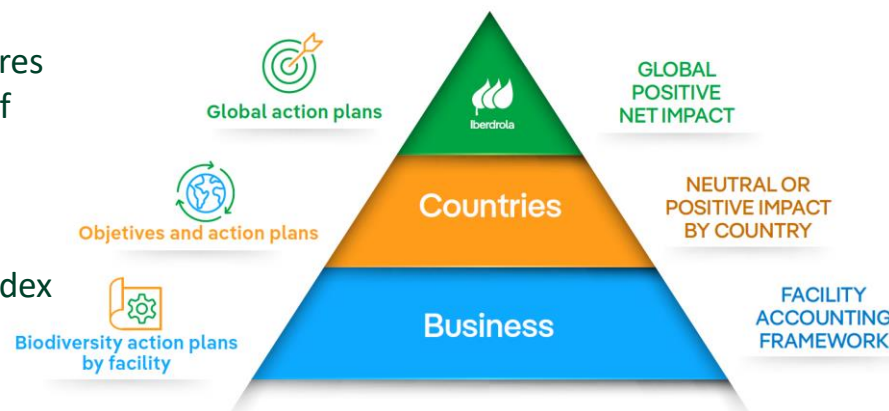 res
f
dex
Global action plans
Iberdrola
GLOBAL
POSITIVE
NET IMPACT
Objetives and action plans
Countries
NEUTRAL OR
POSITIVE IMPACT
BY COUNTRY
Biodiversity action plans
by facility
Business
FACILITY
ACCOUNTING
FRAMEWORK